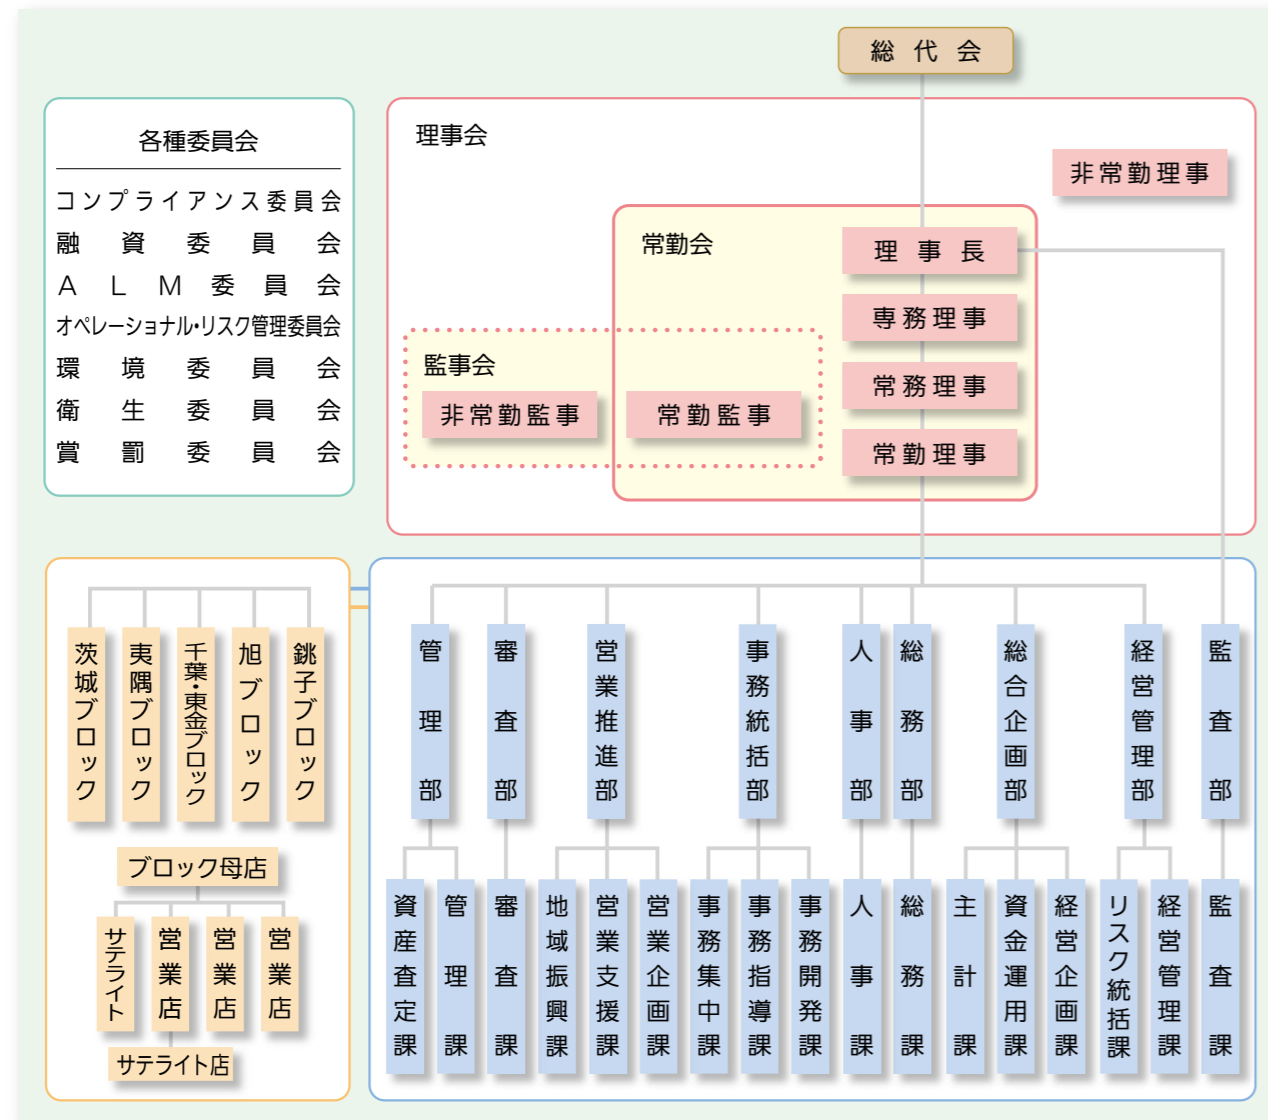 総代会
各種委員会
コンプライアンス委員会
融資委員会
ALM委員会
オペレーショナル・リスク管理委員会
環境委員会
衛生委員会
賞罰委員会
理事会
非常勤理事
常勤会
理事長
専務理事
常務理事
常勤理事
監事会
非常勤監事
常勤監事
茨城ブロック
夷隅ブロック
千葉・東金ブロック
旭ブロック
銚子ブロック
ブロック母店
サテライト
営業店
営業店
営業店
サテライト店
管理部
審査部
営業推進部
事務統括部
人事部
総務部
総合企画部
経営管理部
監査部
資産査定課
管理課
審査課
地域振興課
営業支援課
営業企画課
事務集中課
事務指導課
事務開発課
人事課
総務課
主計課
資金運用課
経営企画課
リスク統括課
経営管理課
監査課